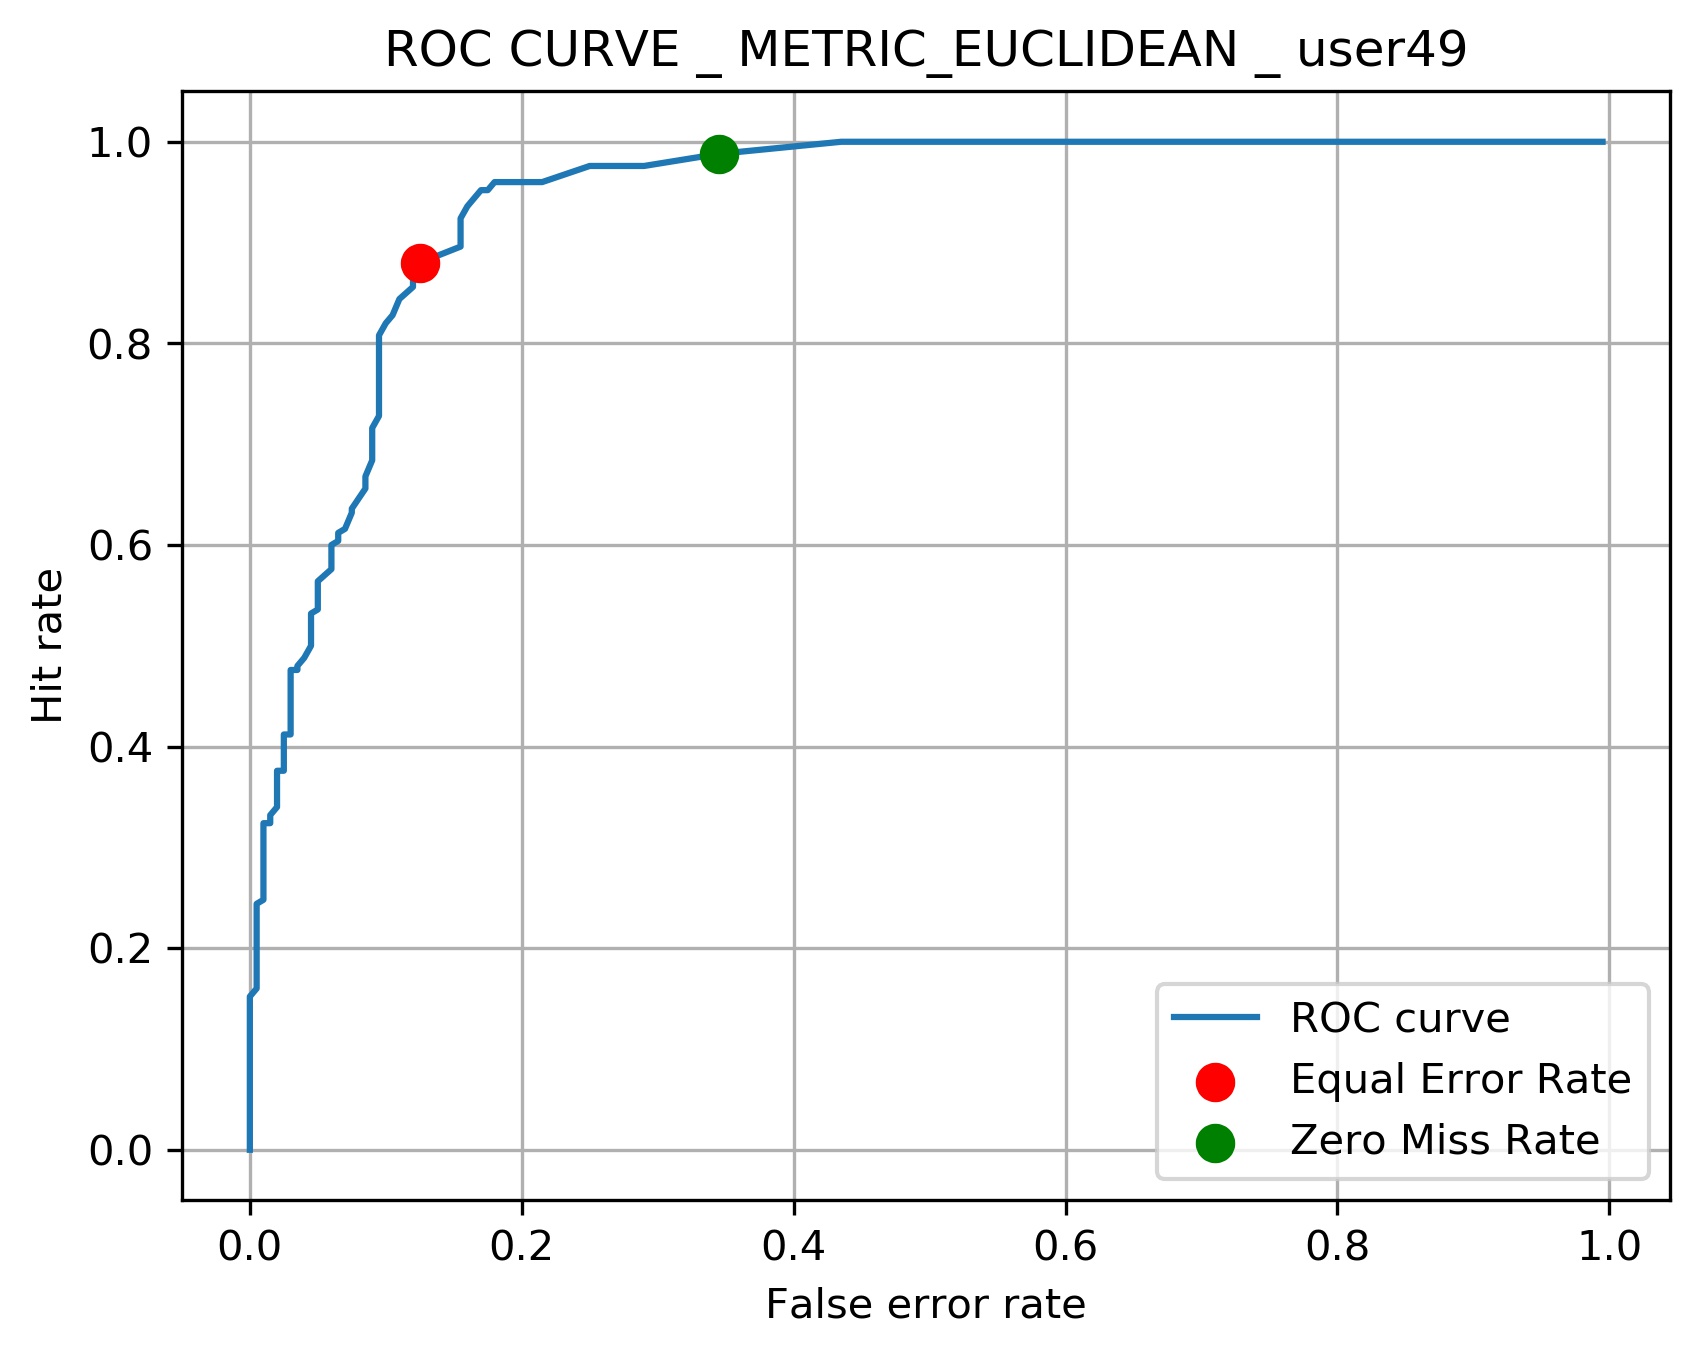 ROC CURVE _ METRIC_EUCLIDEAN _ user49
1.0
0.8
0.6
0.4
0.2
0.0
Hit rate
ROC curve
Equal Error Rate
Zero Miss Rate
0.0 0.2 0.4 0.6 0.8 1.0
False error rate